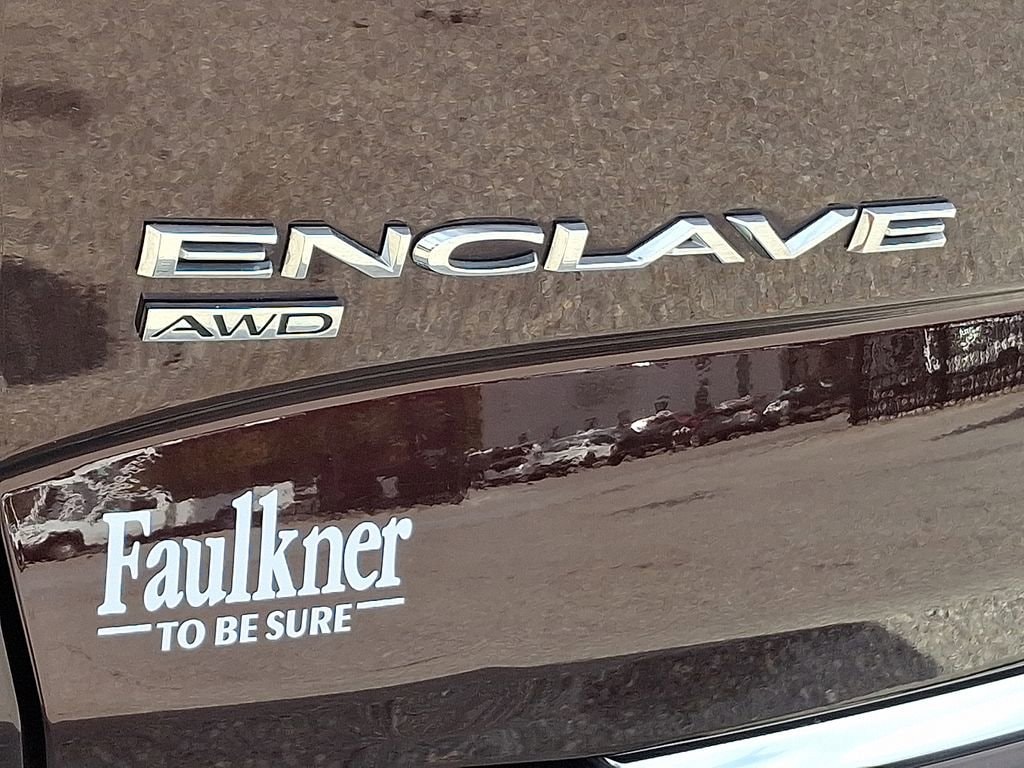 ENCLAVE
AWD
Faulkner
TO BE SURE